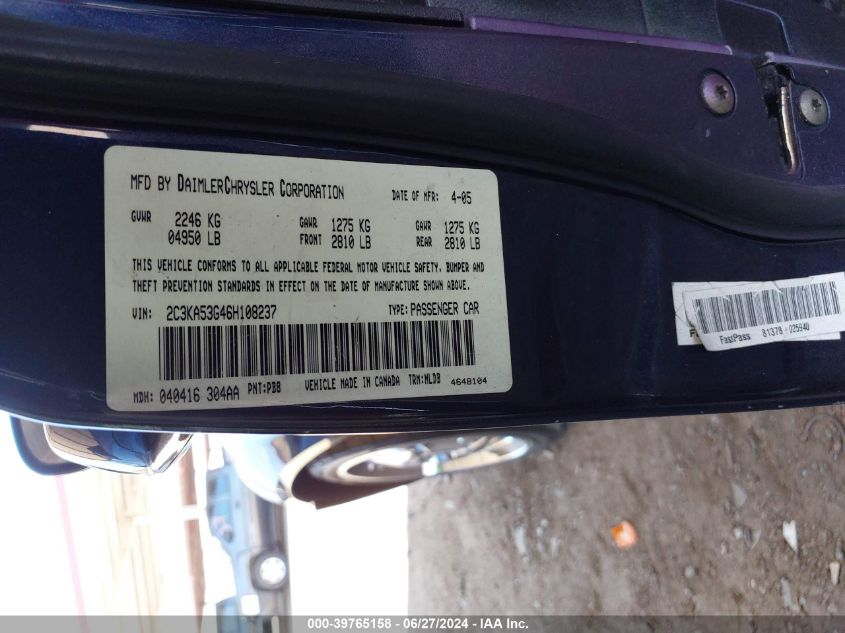 MFD BY DAIMLERCHRYSLER CORPORATION DATE OF MFR: 4-05
GVWR 2246 KG GAWR 1275 KG GAWR 1275 KG
04950 LB FRONT 2810 LB REAR 2810 LB
THIS VEHICLE CONFORMS TO ALL APPLICABLE FEDERAL MOTOR VEHICLE SAFETY, BUMPER AND
THEFT PREVENTION STANDARDS IN EFFECT ON THE DATE OF MANUFACTURE SHOWN ABOVE.
VIN: 2C3KA53G46H108237 TYPE: PASSENGER CAR
MDH: 040416 304AA PNT: PBB VEHICLE MADE IN CANADA TRM: MLDB 4648104
FastPass 81378 - 025940
000-39765158 - 06/27/2024 - IAA Inc.